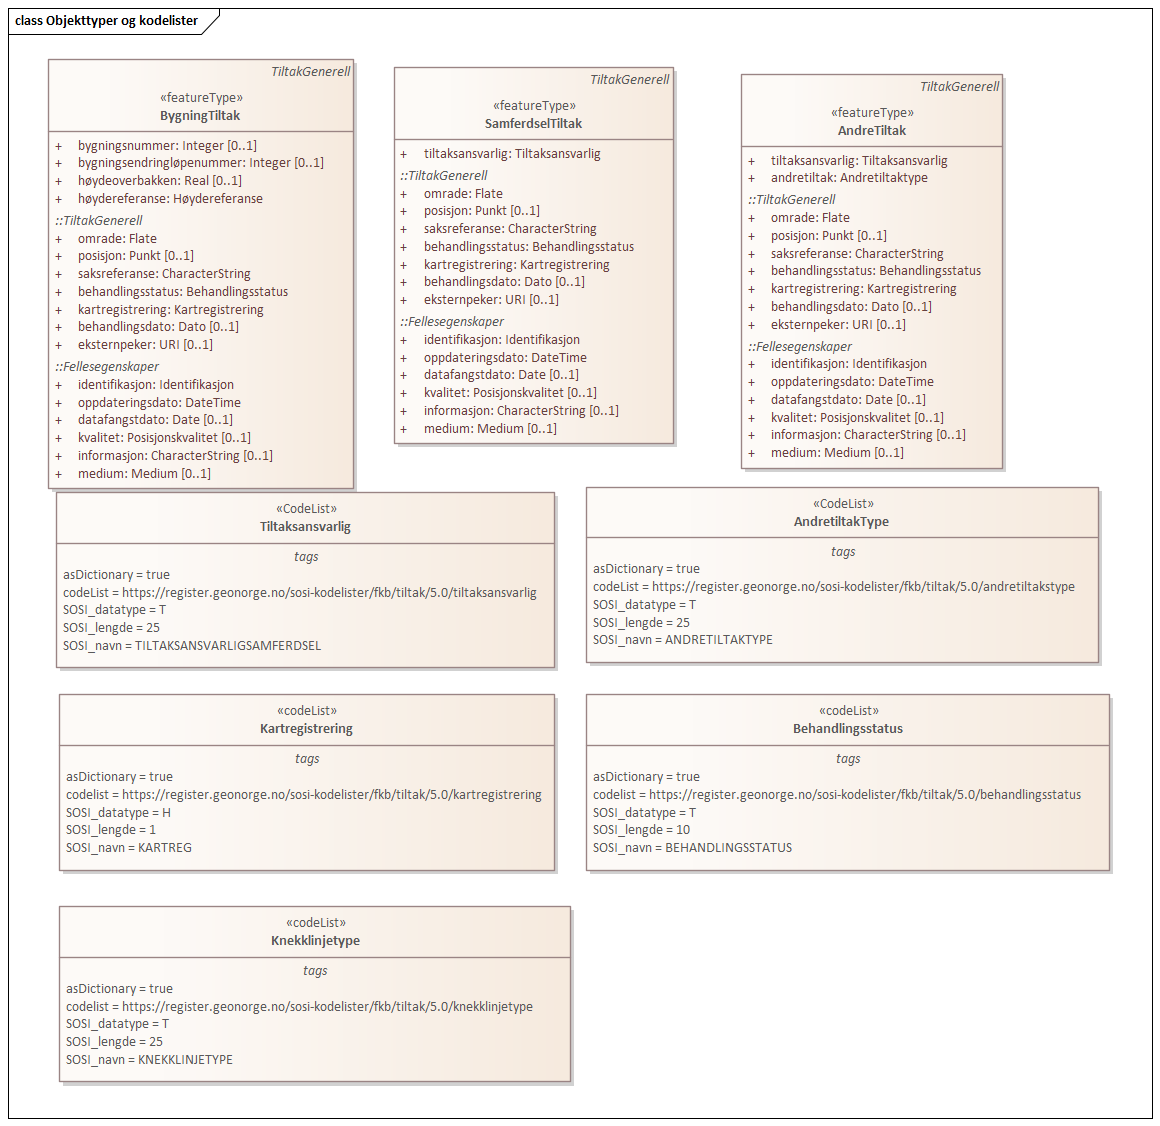 class Objekttyper og kodelister
TiltakGenerell
«featureType»
BygningTiltak
+ bygningsnummer: Integer [0..1]
+ bygningsendringløpenummer: Integer [0..1]
+ høydeoverbakken: Real [0..1]
+ høydereferanse: Høydereferanse
::TiltakGenerell
+ omrade: Flate
+ posisjon: Punkt [0..1]
+ saksreferanse: CharacterString
+ behandlingsstatus: Behandlingsstatus
+ kartregistrering: Kartregistrering
+ behandlingsdato: Dato [0..1]
+ eksternpeker: URI [0..1]
::Fellesegenskaper
+ identifikasjon: Identifikasjon
+ oppdateringsdato: DateTime
+ datafangstdato: Date [0..1]
+ kvalitet: Posisjonskvalitet [0..1]
+ informasjon: CharacterString [0..1]
+ medium: Medium [0..1]
TiltakGenerell
«featureType»
SamferdselTiltak
+ tiltaksansvarlig: Tiltaksansvarlig
::TiltakGenerell
+ omrade: Flate
+ posisjon: Punkt [0..1]
+ saksreferanse: CharacterString
+ behandlingsstatus: Behandlingsstatus
+ kartregistrering: Kartregistrering
+ behandlingsdato: Dato [0..1]
+ eksternpeker: URI [0..1]
::Fellesegenskaper
+ identifikasjon: Identifikasjon
+ oppdateringsdato: DateTime
+ datafangstdato: Date [0..1]
+ kvalitet: Posisjonskvalitet [0..1]
+ informasjon: CharacterString [0..1]
+ medium: Medium [0..1]
TiltakGenerell
«featureType»
AndreTiltak
+ tiltaksansvarlig: Tiltaksansvarlig
+ andretiltak: Andretiltaktype
::TiltakGenerell
+ omrade: Flate
+ posisjon: Punkt [0..1]
+ saksreferanse: CharacterString
+ behandlingsstatus: Behandlingsstatus
+ kartregistrering: Kartregistrering
+ behandlingsdato: Dato [0..1]
+ eksternpeker: URI [0..1]
::Fellesegenskaper
+ identifikasjon: Identifikasjon
+ oppdateringsdato: DateTime
+ datafangstdato: Date [0..1]
+ kvalitet: Posisjonskvalitet [0..1]
+ informasjon: CharacterString [0..1]
+ medium: Medium [0..1]
«CodeList»
Tiltaksansvarlig
tags
asDictionary = true
codeList = https://register.geonorge.no/sosi-kodelister/fkb/tiltak/5.0/tiltaksansvarlig
SOSI_datatype = T
SOSI_lengde = 25
SOSI_navn = TILTAKSANSVARLIGSAMFERDSEL
«CodeList»
AndretiltakType
tags
asDictionary = true
codeList = https://register.geonorge.no/sosi-kodelister/fkb/tiltak/5.0/andretiltakstype
SOSI_datatype = T
SOSI_lengde = 25
SOSI_navn = ANDRETILTAKTYPE
«codeList»
Kartregistrering
tags
asDictionary = true
codelist = https://register.geonorge.no/sosi-kodelister/fkb/tiltak/5.0/kartregistrering
SOSI_datatype = H
SOSI_lengde = 1
SOSI_navn = KARTREG
«codeList»
Behandlingsstatus
tags
asDictionary = true
codelist = https://register.geonorge.no/sosi-kodelister/fkb/tiltak/5.0/behandlingsstatus
SOSI_datatype = T
SOSI_lengde = 10
SOSI_navn = BEHANDLINGSSTATUS
«codeList»
Knekklinjetype
tags
asDictionary = true
codelist = https://register.geonorge.no/sosi-kodelister/fkb/tiltak/5.0/knekklinjetype
SOSI_datatype = T
SOSI_lengde = 25
SOSI_navn = KNEKKLINJETYPE